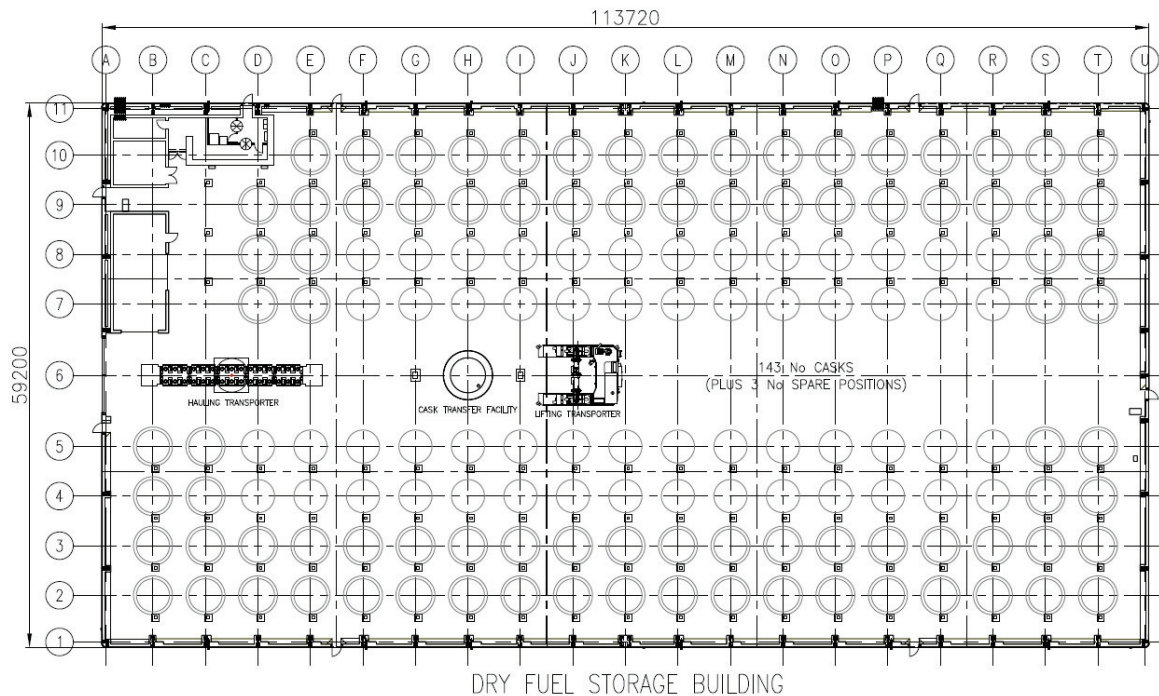 113720
A B C D E F G H I J K L M N O P Q R S T U
11
10
9
8
7
6
5
4
3
2
1
59200
HAULING TRANSPORTER
CASK TRANSFER FACILITY
LIFTING TRANSPORTER
143 No CASKS
(PLUS 3 No SPARE POSITIONS)
DRY FUEL STORAGE BUILDING